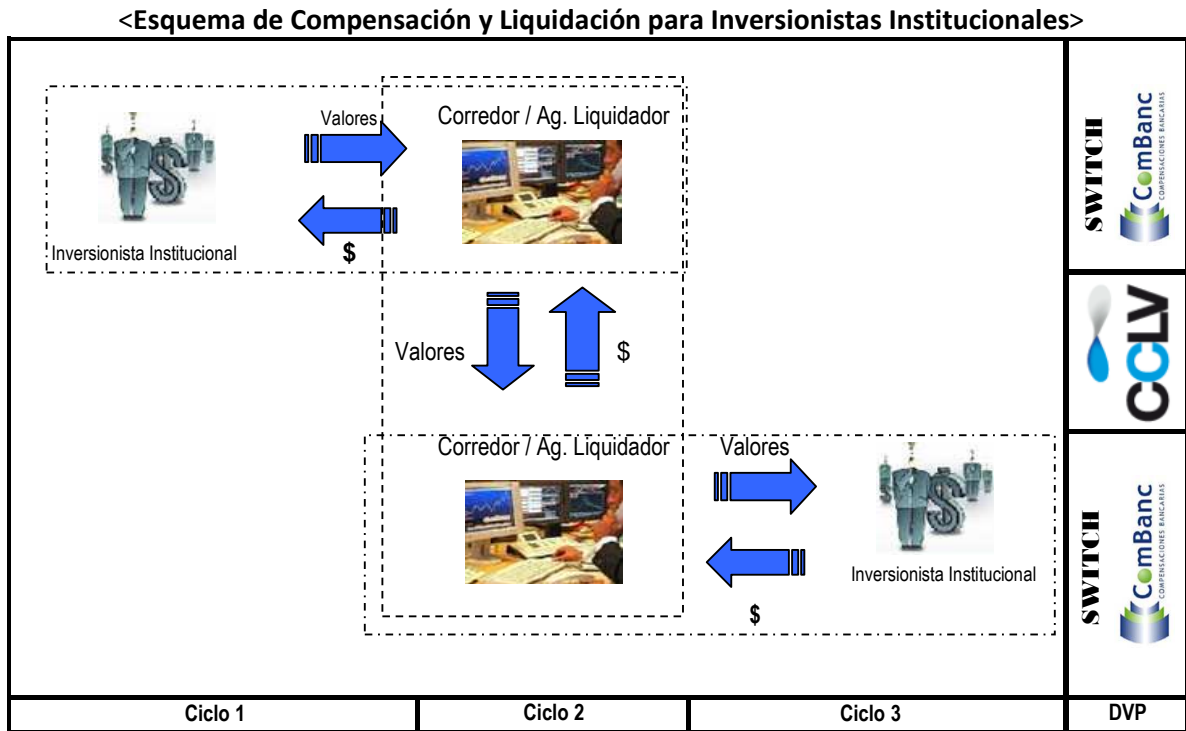 <Esquema de Compensación y Liquidación para Inversionistas Institucionales>
Valores
Corredor / Ag. Liquidador
Inversionista Institucional
$
SWITCH
ComBanc
COMPENSACIONES BANCARIAS
Valores
$
CCLV
Corredor / Ag. Liquidador
Valores
Inversionista Institucional
$
SWITCH
ComBanc
COMPENSACIONES BANCARIAS
Ciclo 1
Ciclo 2
Ciclo 3
DVP